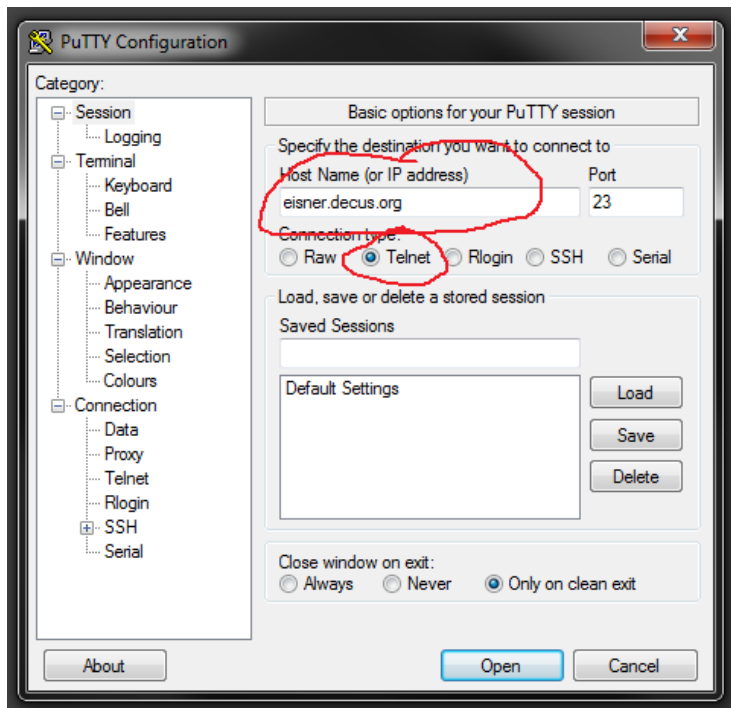 PuTTY Configuration
Category:
Session
Logging
Terminal
Keyboard
Bell
Features
Window
Appearance
Behaviour
Translation
Selection
Colours
Connection
Data
Proxy
Telnet
Rlogin
SSH
Serial
Basic options for your PuTTY session
Specify the destination you want to connect to
Host Name (or IP address) Port
eisner.decus.org 23
Connection type:
Raw Telnet Rlogin SSH Serial
Load, save or delete a stored session
Saved Sessions
Default Settings
Load
Save
Delete
Close window on exit:
Always Never Only on clean exit
About Open Cancel